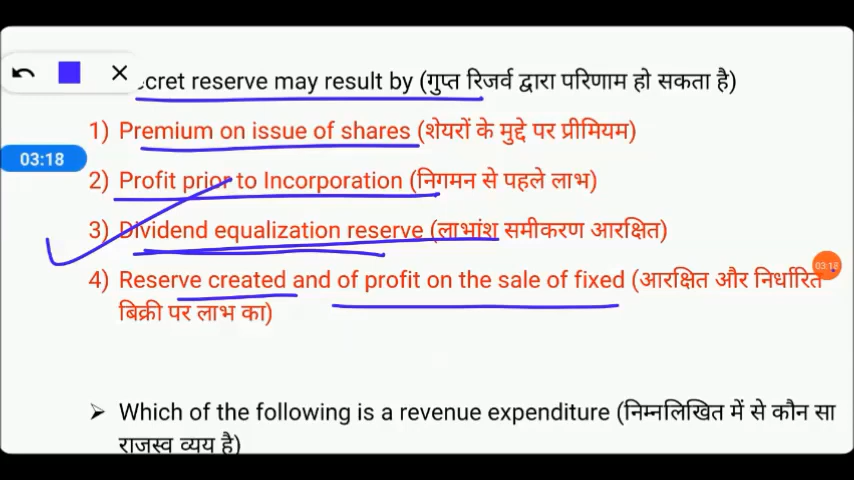 ecret reserve may result by (गुप्त रिजर्व द्वारा परिणाम हो सकता है)
1) Premium on issue of shares (शेयरों के मुद्दे पर प्रीमियम)
03:18
2) Profit prior to Incorporation (निगमन से पहले लाभ)
3) Dividend equalization reserve (लाभांश समीकरण आरक्षित)
03:18
4) Reserve created and of profit on the sale of fixed (आरक्षित और निर्धारित
बिक्री पर लाभ का)
➢ Which of the following is a revenue expenditure (निम्नलिखित में से कौन सा
राजस्व व्यय है)